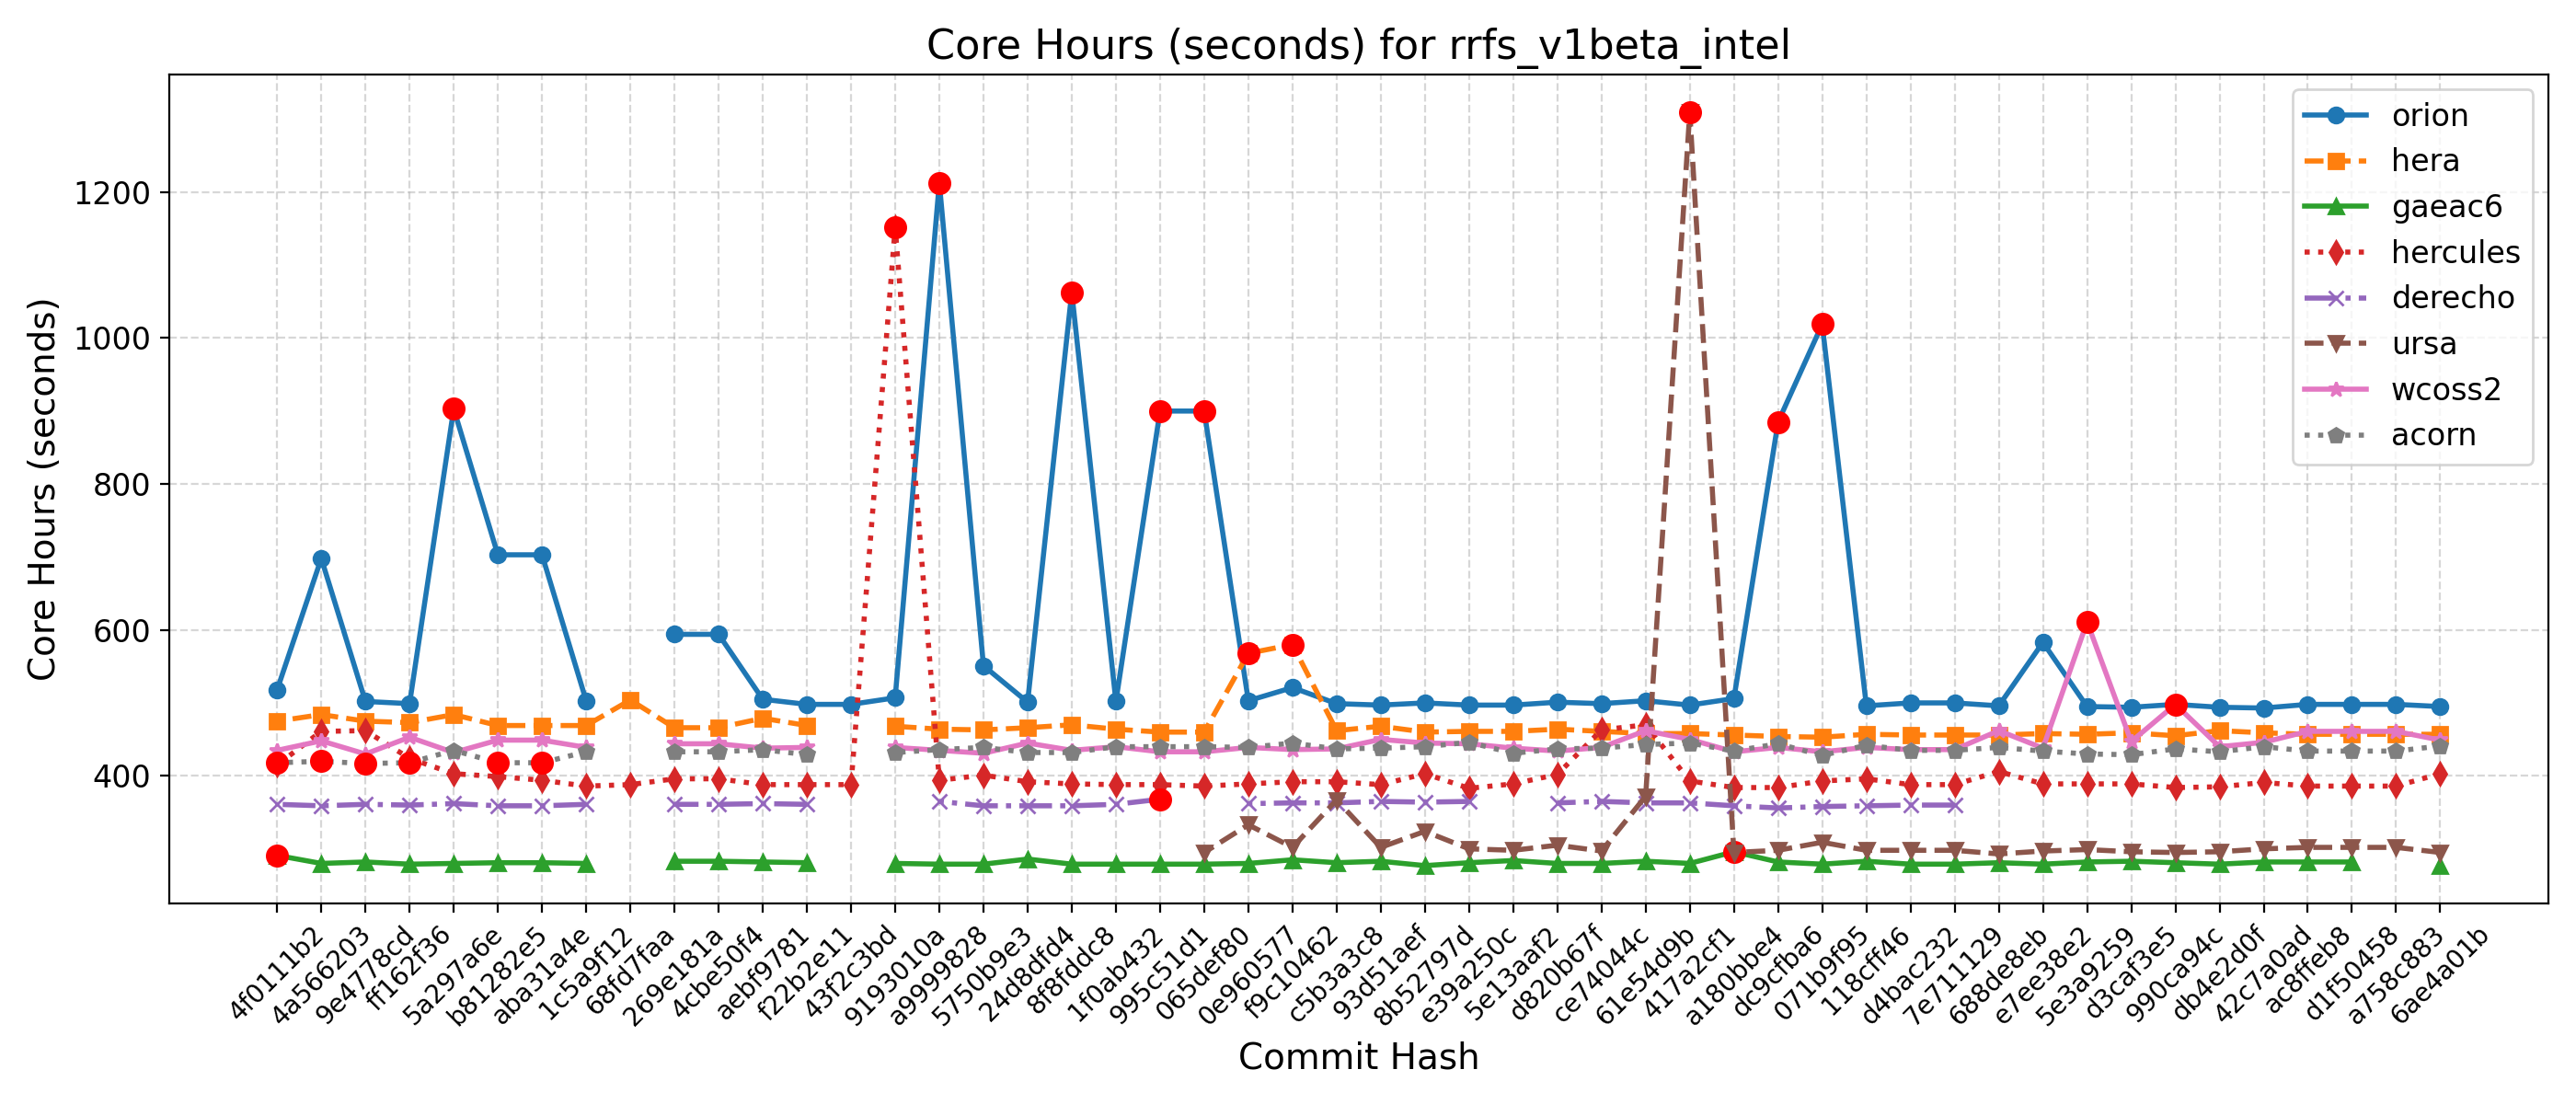 Core Hours (seconds) for rrfs_v1beta_intel
Core Hours (seconds)
1200
1000
800
600
400
orion
hera
gaeac6
hercules
derecho
ursa
wcoss2
acorn
4f0111b2
4a566203
9e4778cd
ff162f36
5a297a6e
b81282e5
aba31a4e
1c5a9f12
68fd7faa
269e181a
4cbe50f4
aebf9781
f22b2e11
43f2c3bd
9193010a
a9999828
5750b9e3
24d8dfd4
8f8fddc8
1f0ab432
995c51d1
065def80
0e960577
f9c10462
c5b3a3c8
93d51aef
8b52797d
e39a250c
5e13aaf2
d820b67f
ce74044c
61e54d9b
417a2cf1
a180bbe4
dc9cfba6
071b9f95
118cff46
d4bac232
7e711129
688de8eb
e7ee38e2
5e3a9259
d3caf3e5
990ca94c
db4e2d0f
42c7a0ad
ac8ffeb8
d1f50458
a758c883
6ae4a01b
Commit Hash